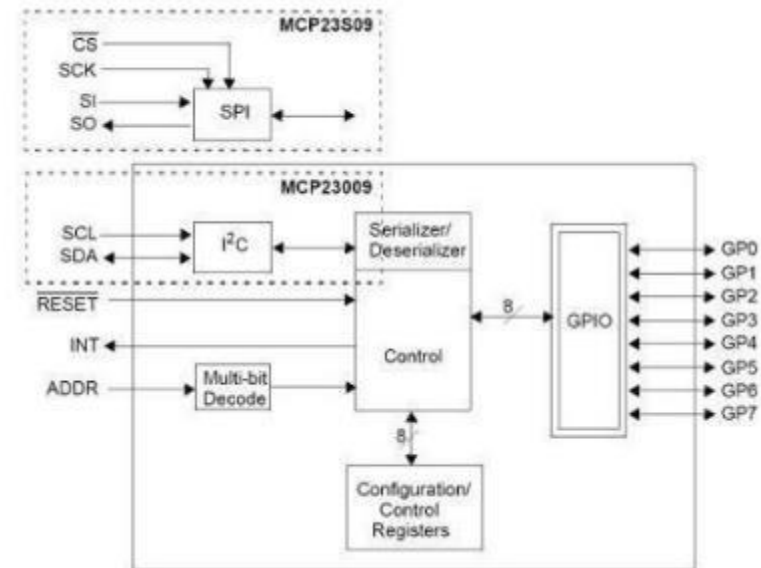 MCP23S09
CS
SCK
SI
SO
SPI
MCP23009
SCL
SDA
I²C
Serializer/
Deserializer
RESET
INT
ADDR
Multi-bit
Decode
Control
8
GPIO
GP0
GP1
GP2
GP3
GP4
GP5
GP6
GP7
8
Configuration/
Control
Registers